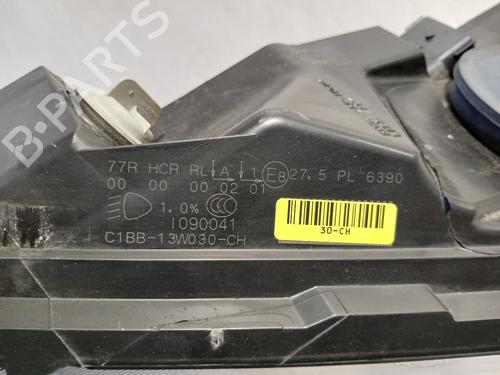 B-PARTS
77R HCR RL A 1 E8 27.5 PL 6390
00 00 00 02 01
1.0%
1090041
C1BB-13W030-CH
30-CH